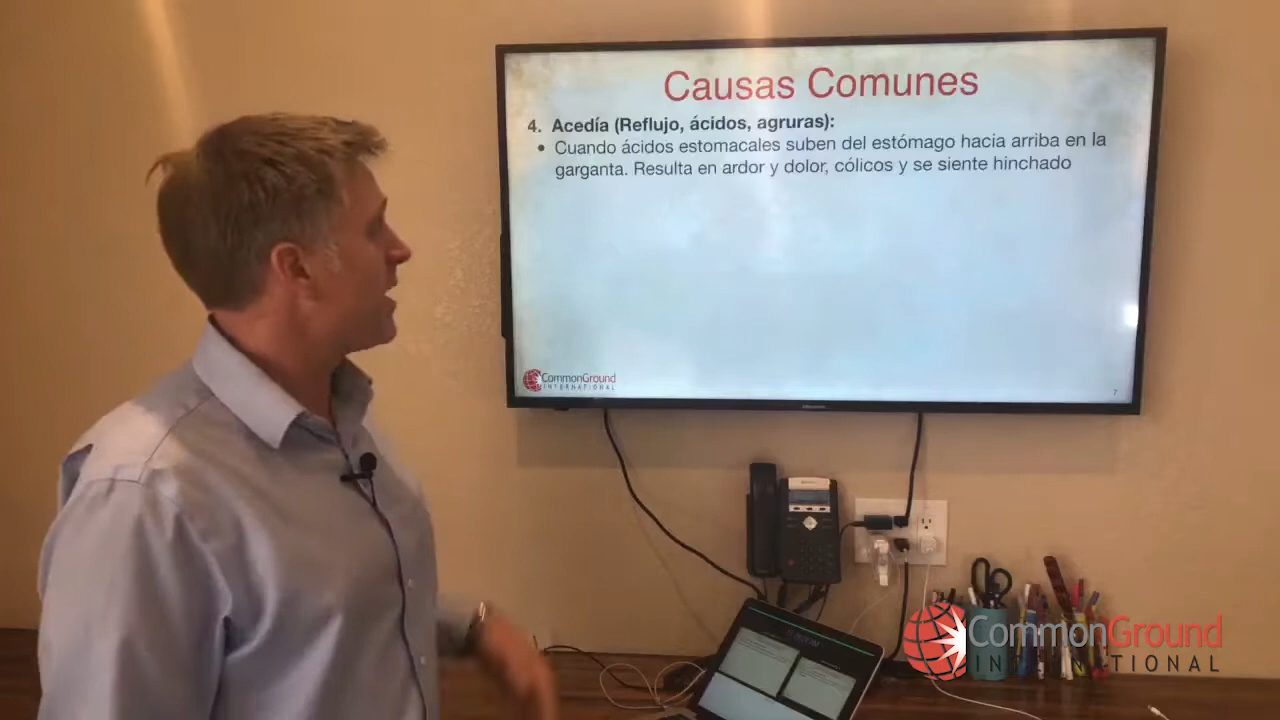 Causas Comunes
4. Acedía (Reflujo, ácidos, agruras):
• Cuando ácidos estomacales suben del estómago hacia arriba en la
garganta. Resulta en ardor y dolor, cólicos y se siente hinchado
CommonGround
INTERNATIONAL
7
CommonGround
INTERNATIONAL